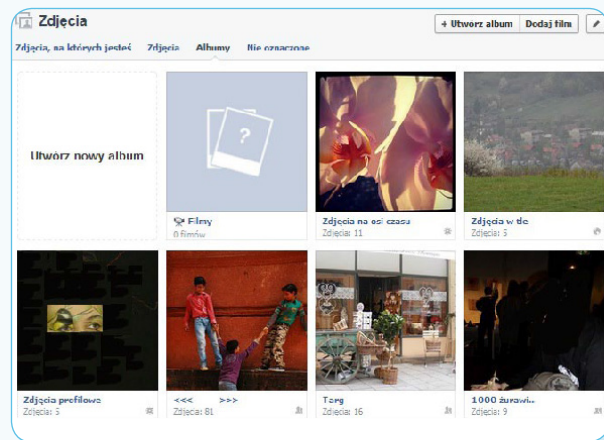 Zdjęcia
+ Utwórz album
Dodaj film
Zdjęcia, na których jesteś
Zdjęcia
Albumy
Nie oznaczone
Utwórz nowy album
?
Filmy
0 filmów
Zdjęcia na osi czasu
Zdjęcia: 11
Zdjęcia w tle
Zdjęcia: 5
Zdjęcia profilowe
Zdjęcia: 5
<<< >>>
Zdjęcia: 81
Targ
Zdjęcia: 16
1000 żurawi..
Zdjęcia: 9